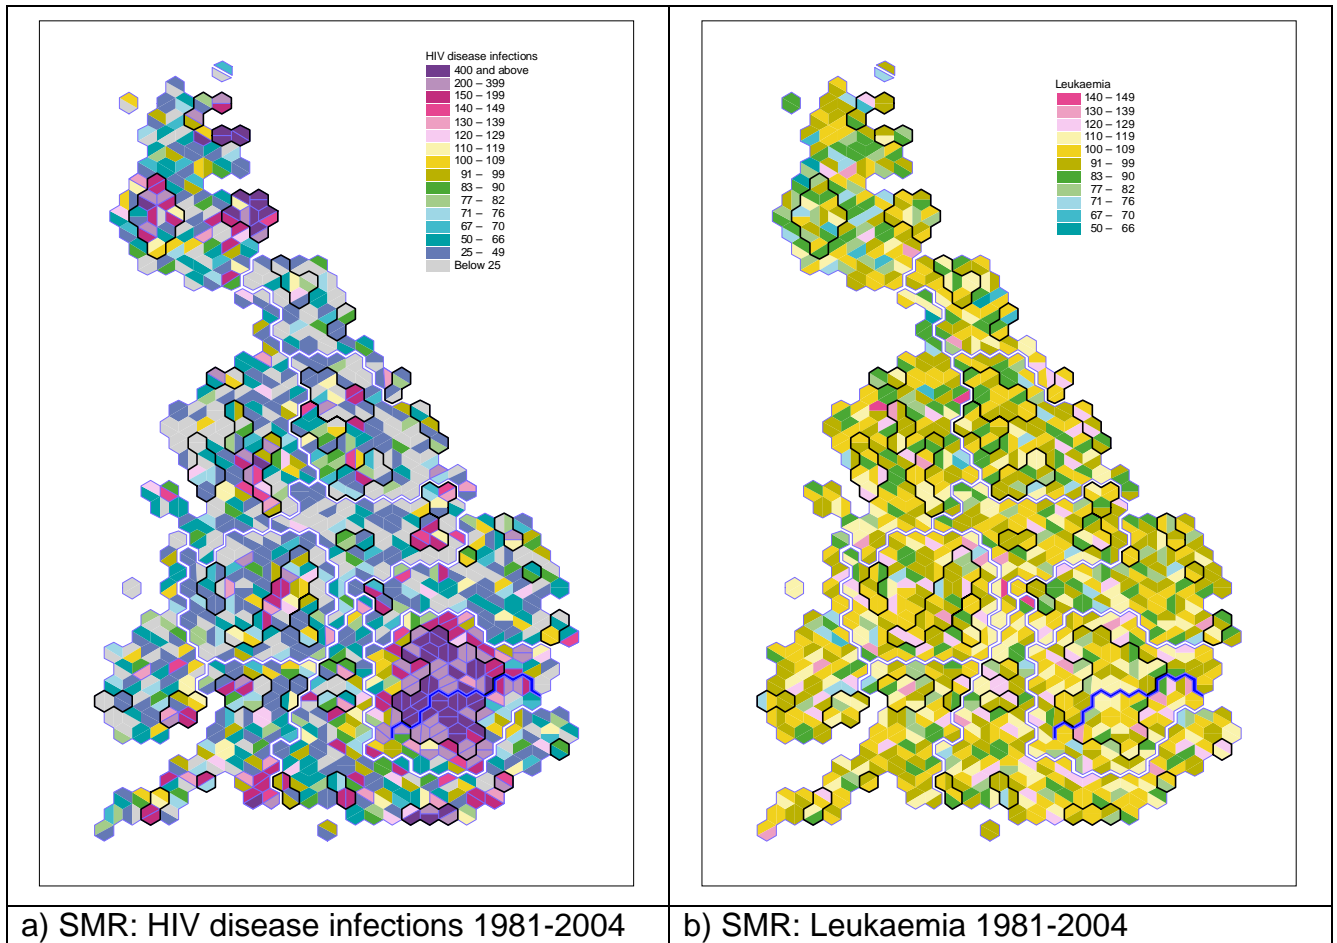 HIV disease infections
400 and above
200 – 399
150 – 199
140 – 149
130 – 139
120 – 129
110 – 119
100 – 109
91 – 99
83 – 90
77 – 82
71 – 76
67 – 70
50 – 66
25 – 49
Below 25
Leukaemia
140 – 149
130 – 139
120 – 129
110 – 119
100 – 109
91 – 99
83 – 90
77 – 82
71 – 76
67 – 70
50 – 66
a) SMR: HIV disease infections 1981-2004
b) SMR: Leukaemia 1981-2004